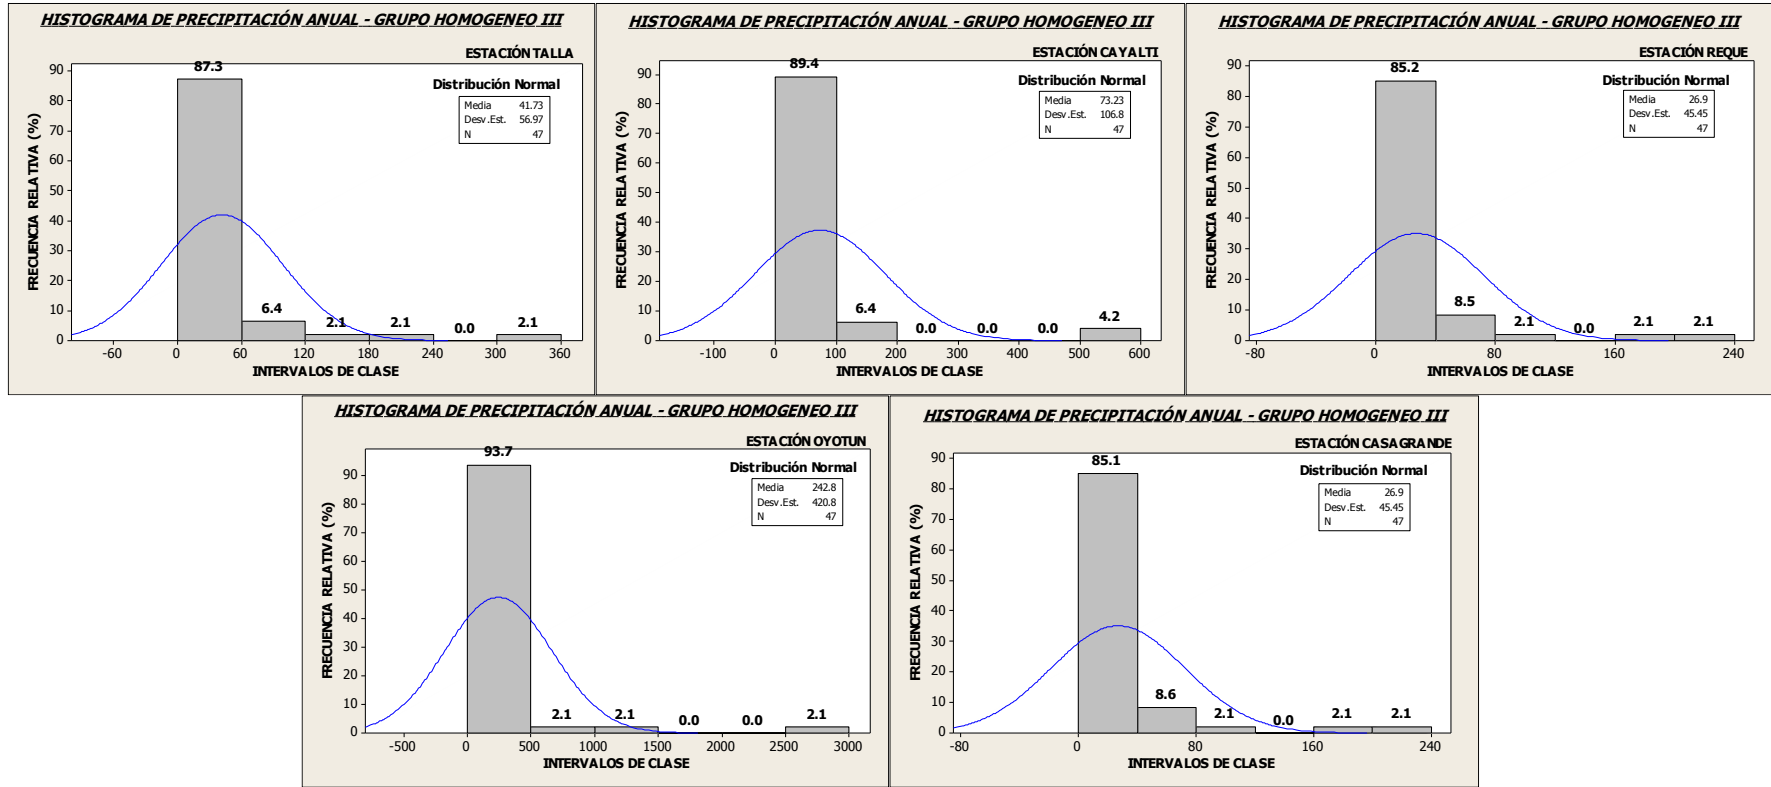 HISTOGRAMA DE PRECIPITACIÓN ANUAL - GRUPO HOMOGENEO III
ESTACIÓN TALLA
FRECUENCIA RELATIVA (%)
90
80
70
60
50
40
30
20
10
0
87.3
6.4
2.1
2.1
0.0
2.1
Distribución Normal
Media 41.73
Desv.Est. 56.97
N 47
-60 0 60 120 180 240 300 360
INTERVALOS DE CLASE
HISTOGRAMA DE PRECIPITACIÓN ANUAL - GRUPO HOMOGENEO III
ESTACIÓN CAYALTI
FRECUENCIA RELATIVA (%)
90
80
70
60
50
40
30
20
10
0
89.4
6.4
0.0
0.0
0.0
4.2
Distribución Normal
Media 73.23
Desv.Est. 106.8
N 47
-100 0 100 200 300 400 500 600
INTERVALOS DE CLASE
HISTOGRAMA DE PRECIPITACIÓN ANUAL - GRUPO HOMOGENEO III
ESTACIÓN REQUE
FRECUENCIA RELATIVA (%)
90
80
70
60
50
40
30
20
10
0
85.2
8.5
2.1
0.0
2.1
2.1
Distribución Normal
Media 26.9
Desv.Est. 45.45
N 47
-80 0 80 160 240
INTERVALOS DE CLASE
HISTOGRAMA DE PRECIPITACIÓN ANUAL - GRUPO HOMOGENEO III
ESTACIÓN OYOTUN
FRECUENCIA RELATIVA (%)
90
80
70
60
50
40
30
20
10
0
93.7
2.1
2.1
0.0
0.0
2.1
Distribución Normal
Media 242.8
Desv.Est. 420.8
N 47
-500 0 500 1000 1500 2000 2500 3000
INTERVALOS DE CLASE
HISTOGRAMA DE PRECIPITACIÓN ANUAL - GRUPO HOMOGENEO III
ESTACIÓN CASAGRANDE
FRECUENCIA RELATIVA (%)
90
80
70
60
50
40
30
20
10
0
85.1
8.6
2.1
0.0
2.1
2.1
Distribución Normal
Media 26.9
Desv.Est. 45.45
N 47
-80 0 80 160 240
INTERVALOS DE CLASE